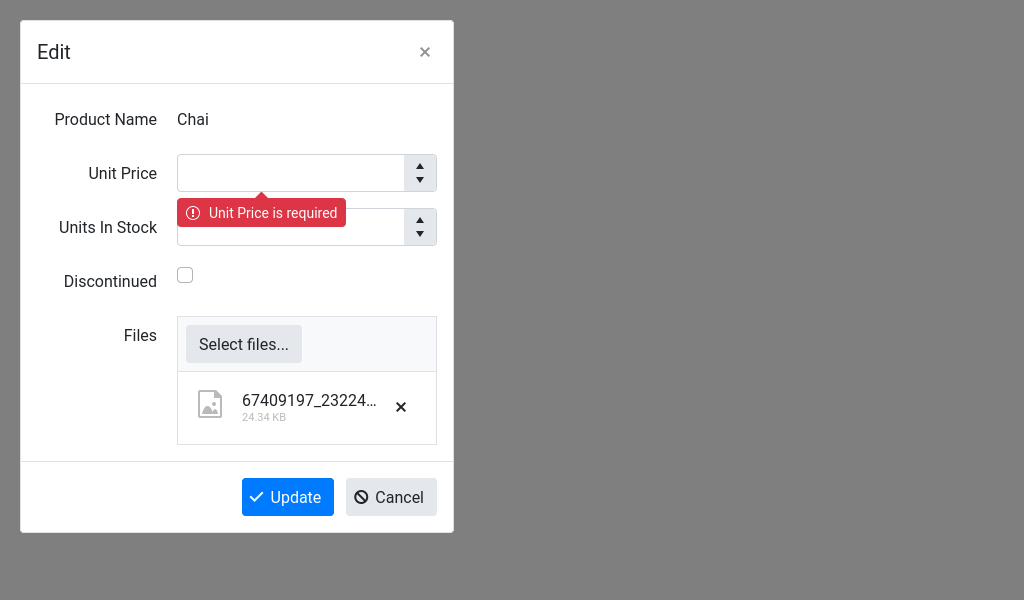 Edit
Product Name Chai
Unit Price
Unit Price is required
Units In Stock
Discontinued
Files
Select files...
67409197_23224...
24.34 KB
Update Cancel